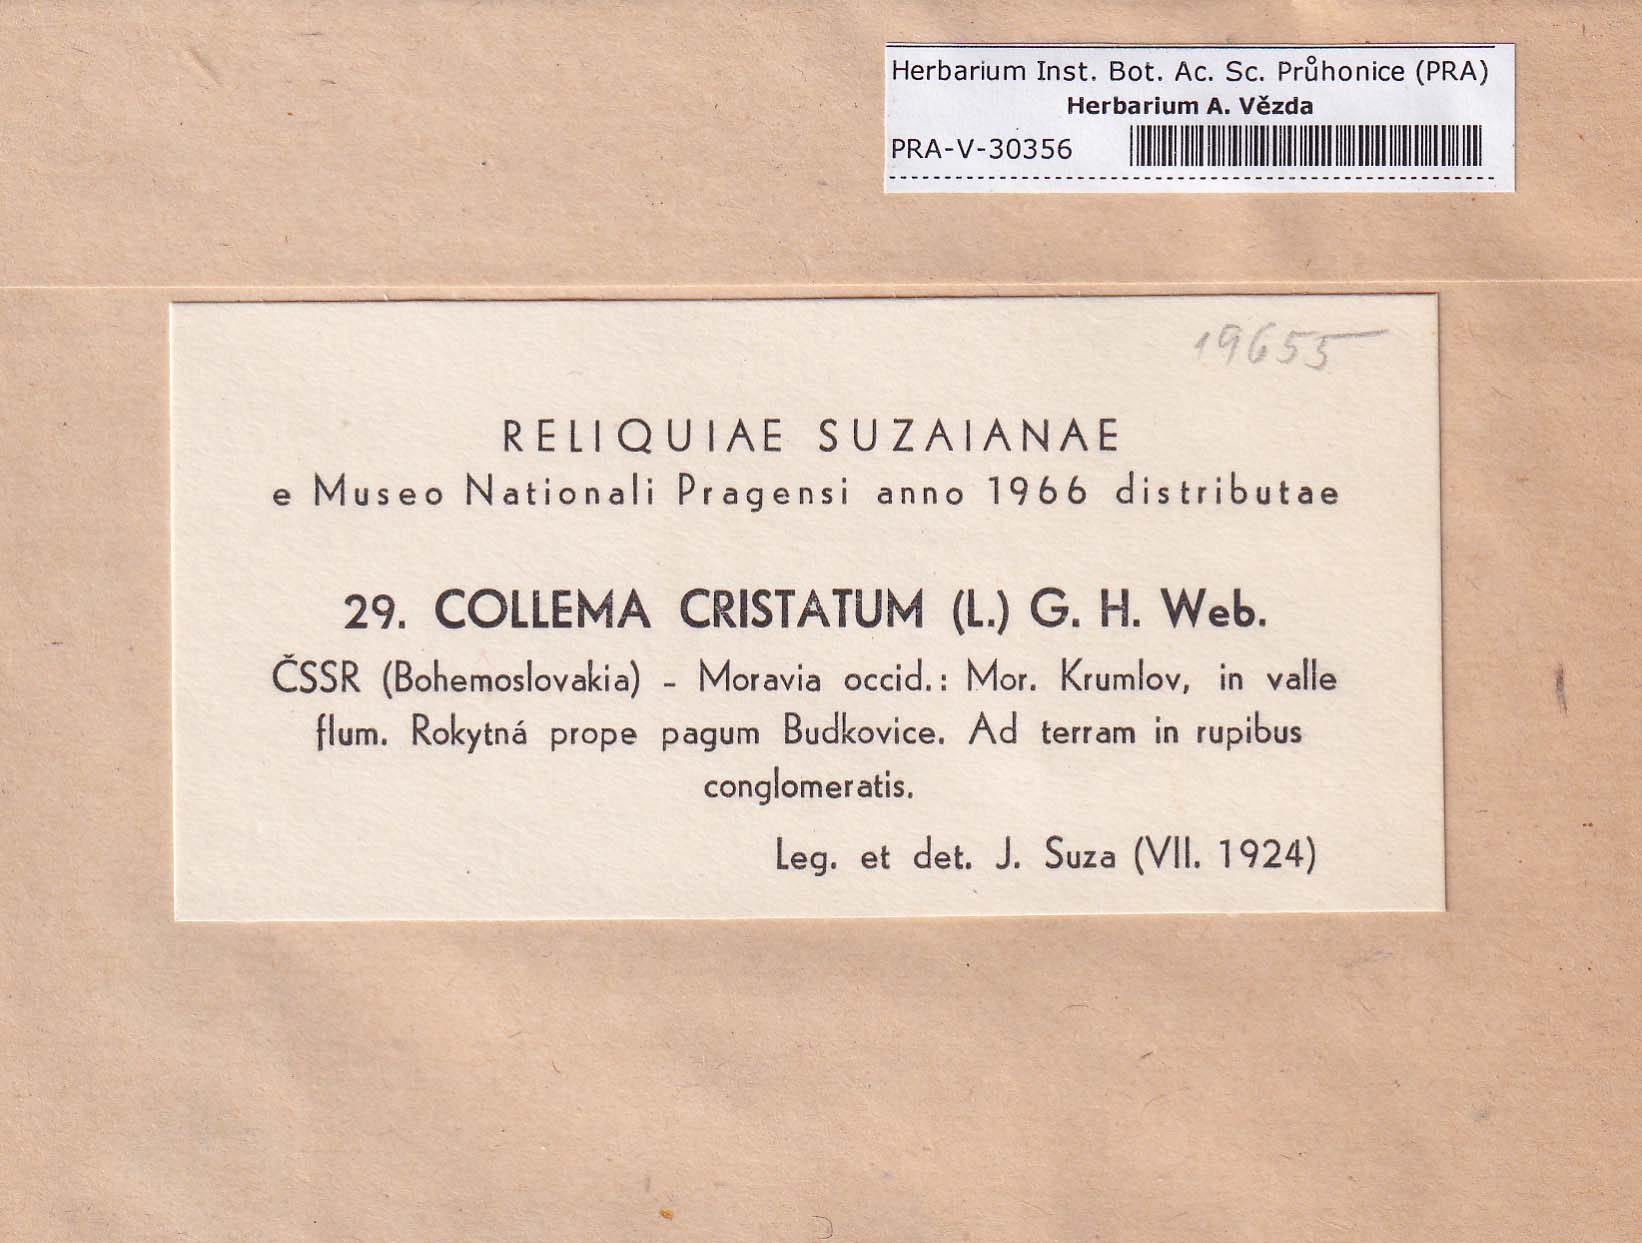 Herbarium Inst. Bot. Ac. Sc. Průhonice (PRA)
Herbarium A. Vězda
PRA-V-30356
19655
RELIQUIAE SUZAIANAE
e Museo Nationali Pragensi anno 1966 distributae
29. COLLEMA CRISTATUM (L.) G. H. Web.
ČSSR (Bohemoslovakia) - Moravia occid.: Mor. Krumlov, in valle
flum. Rokytná prope pagum Budkovice. Ad terram in rupibus
conglomeratis.
Leg. et det. J. Suza (VII. 1924)